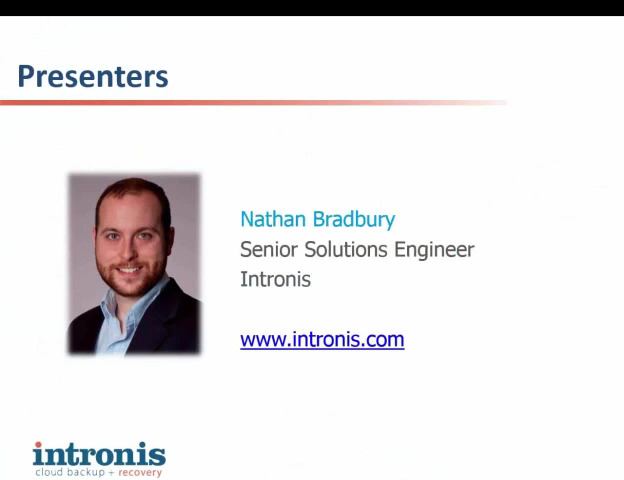 Presenters
Nathan Bradbury
Senior Solutions Engineer
Intronis
www.intronis.com
intronis
cloud backup + recovery